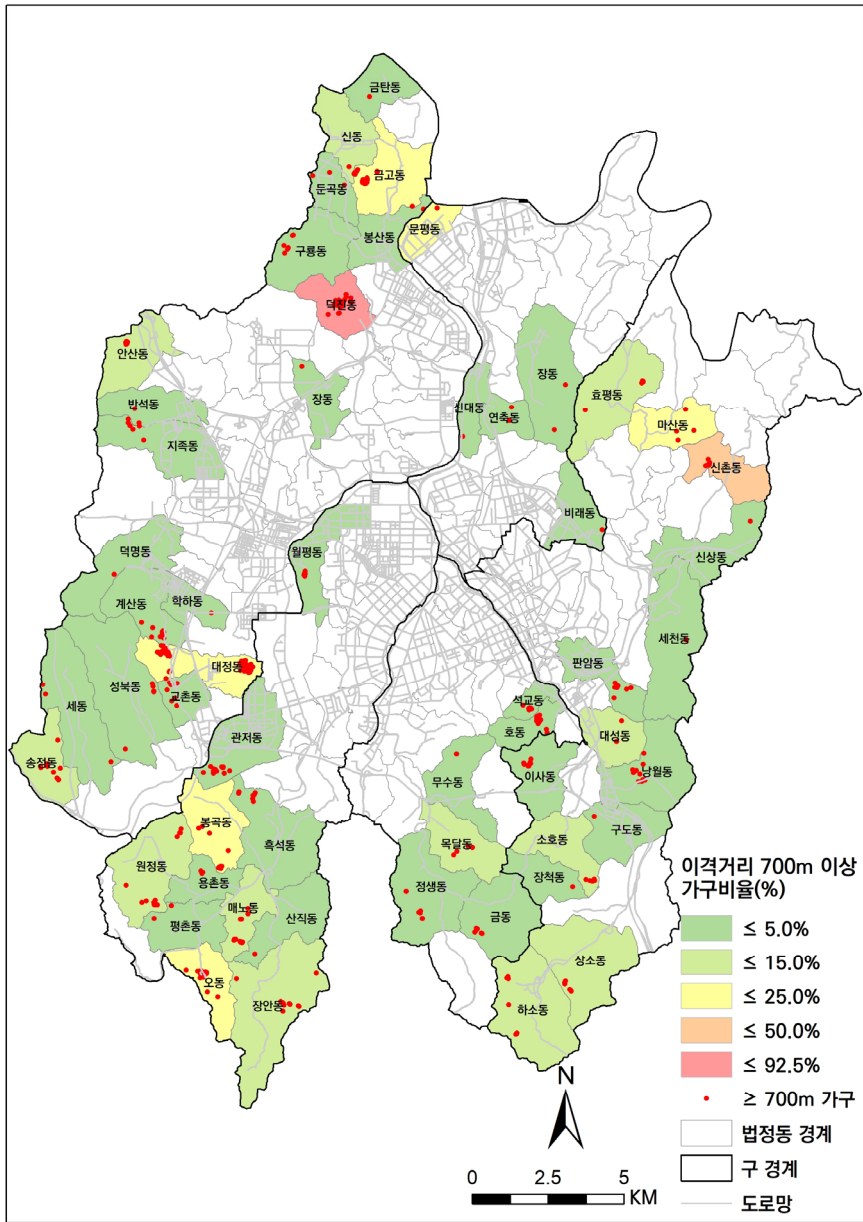 금탄동
신동
금고동
둔곡동
봉산동
문평동
구룡동
덕진동
안산동
장동
장동
효평동
반석동
신대동
연축동
마산동
지족동
신촌동
비래동
덕명동
월평동
신상동
계산동
학하동
세천동
대정동
판암동
성북동
세동
교촌동
석교동
관저동
호동
대성동
송정동
이사동
낭월동
무수동
봉곡동
흑석동
목달동
소호동
구도동
원정동
용촌동
정생동
장척동
매노동
평촌동
산직동
금동
오동
상소동
장안동
하소동
이격거리 700m 이상
가구비율(%)
≤ 5.0%
≤ 15.0%
≤ 25.0%
≤ 50.0%
≤ 92.5%
≥ 700m 가구
법정동 경계
구 경계
도로망
N
0 2.5 5
KM